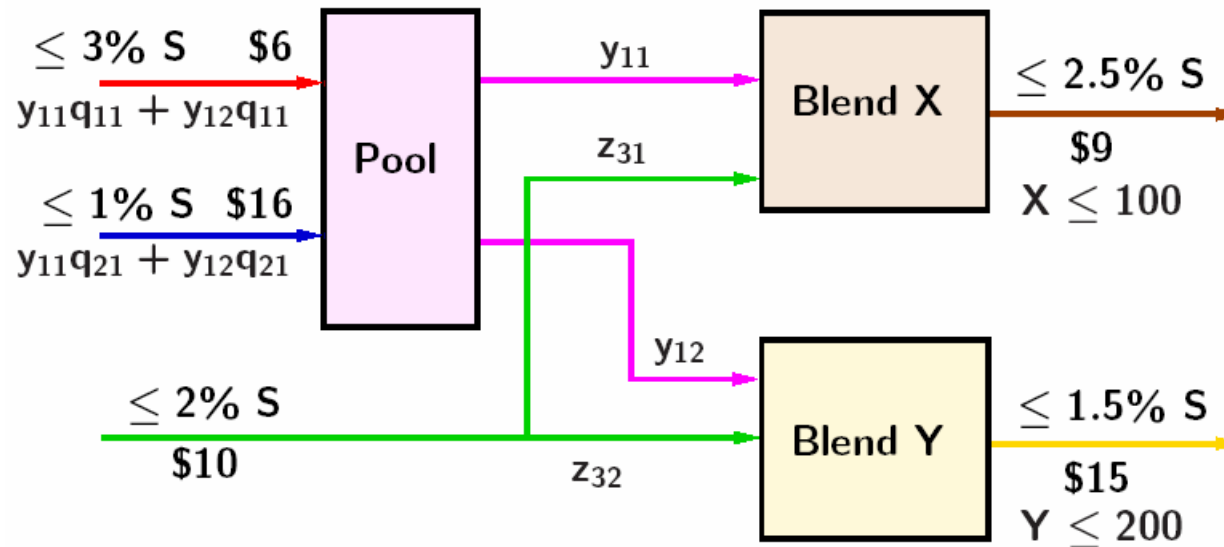 ≤ 3% S $6
y₁₁q₁₁ + y₁₂q₁₁
≤ 1% S $16
y₁₁q₂₁ + y₁₂q₂₁
≤ 2% S
$10
Pool
y₁₁
z₃₁
y₁₂
z₃₂
Blend X
≤ 2.5% S
$9
X ≤ 100
Blend Y
≤ 1.5% S
$15
Y ≤ 200